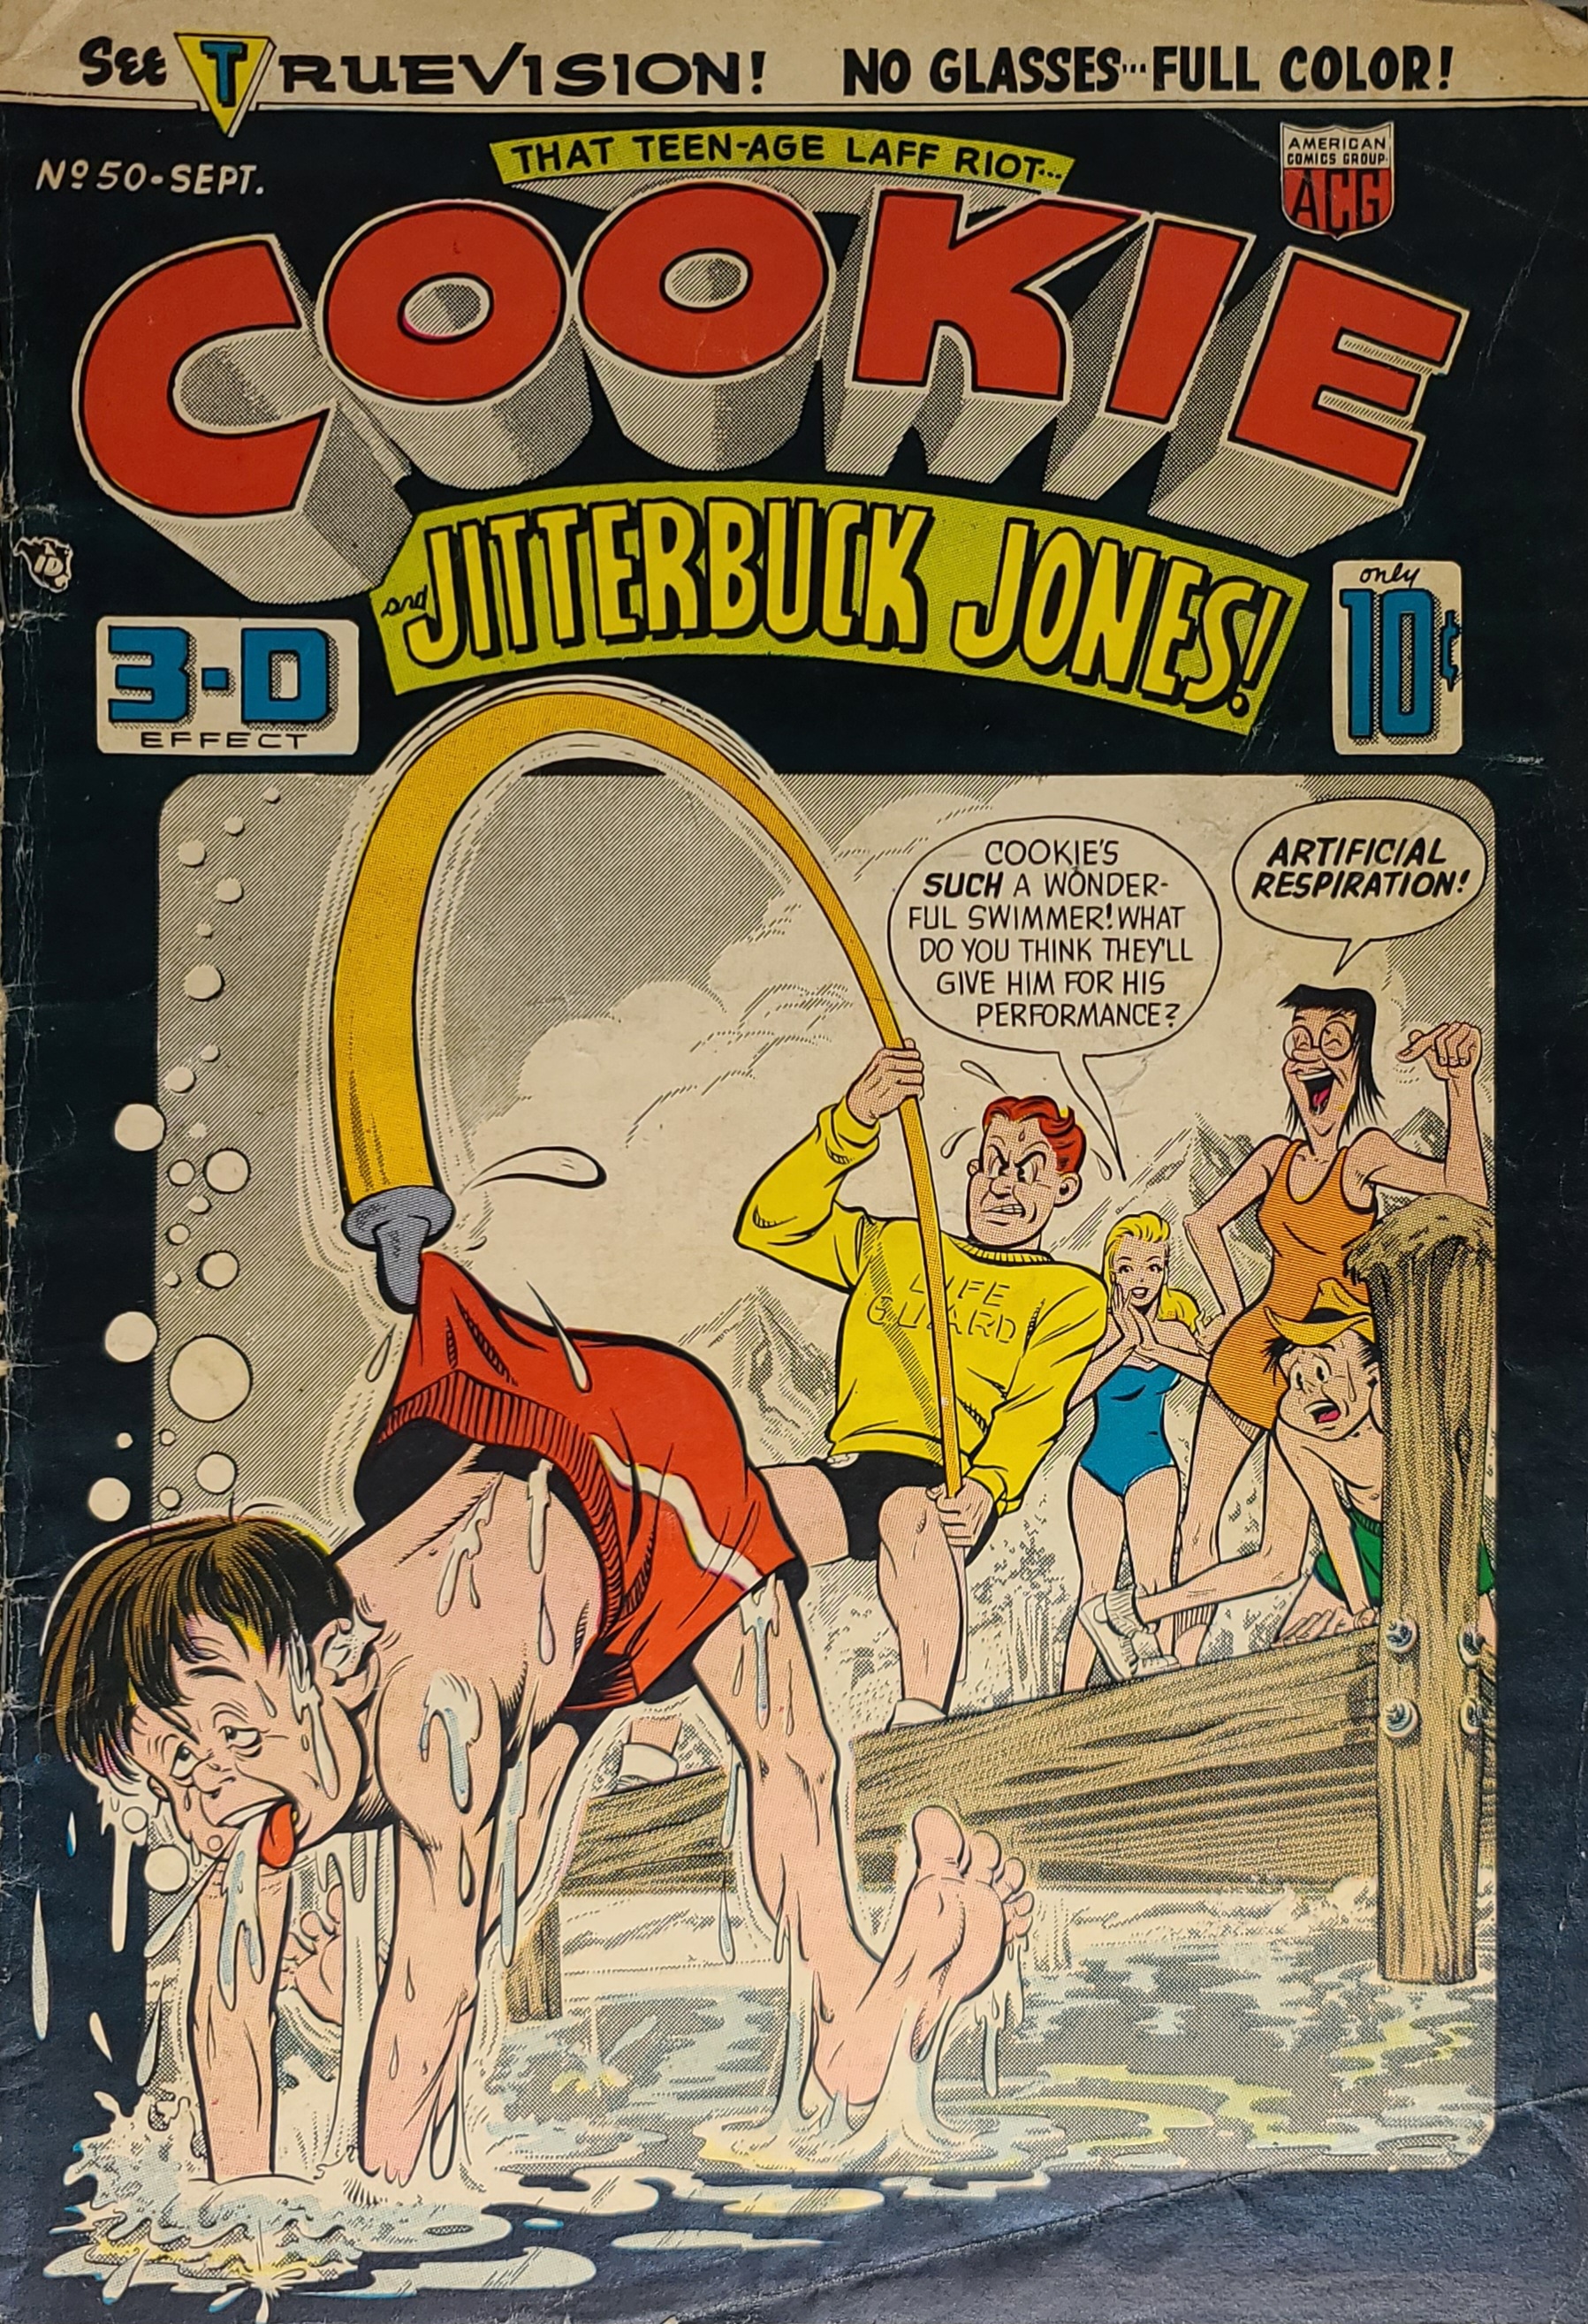 SEE TRUEVISION! NO GLASSES...FULL COLOR!
THAT TEEN-AGE LAFF RIOT...
AMERICAN
COMICS GROUP
ACG
Nº 50-SEPT.
COOKIE
and JITTERBUCK JONES!
only
10¢
3-D
EFFECT
COOKIE'S
SUCH A WONDER-
FUL SWIMMER! WHAT
DO YOU THINK THEY'LL
GIVE HIM FOR HIS
PERFORMANCE?
ARTIFICIAL
RESPIRATION!
LIFE
GUARD